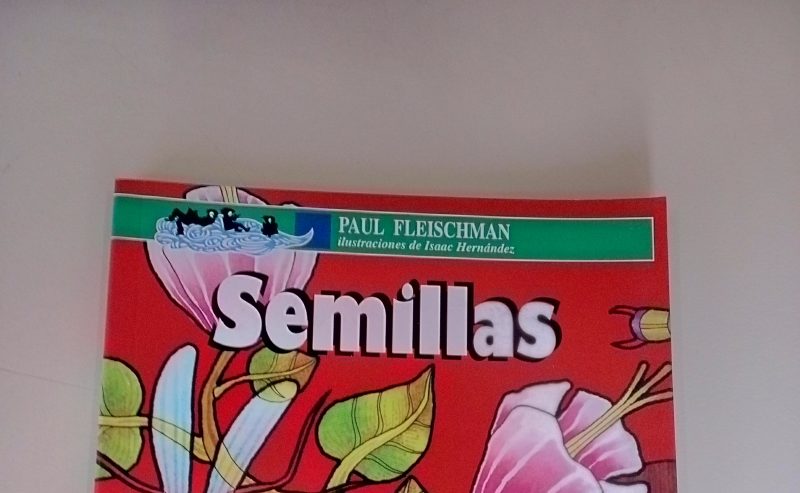 PAUL FLEISCHMAN
ilustraciones de Isaac Hernández
Semillas